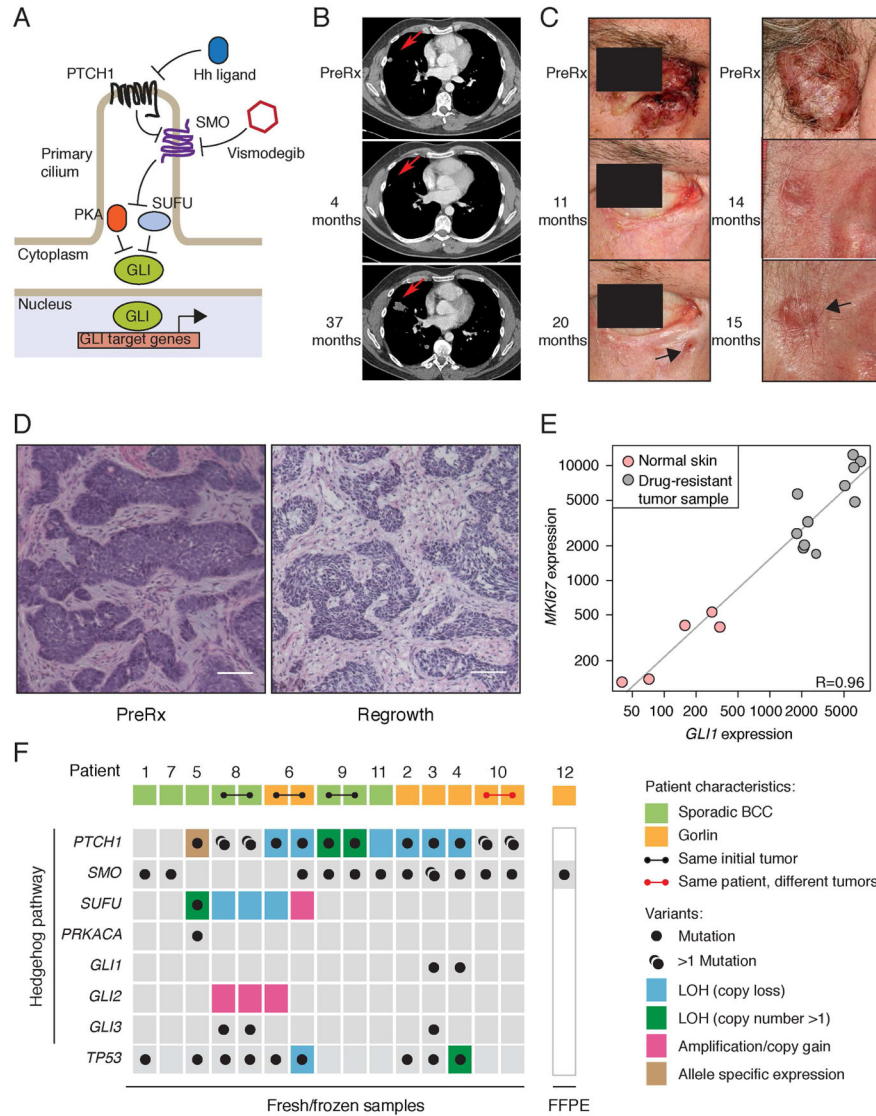 A
PTCH1
Hh ligand
SMO
Primary
cilium
Vismodegib
PKA
SUFU
Cytoplasm
GLI
Nucleus
GLI
GLI target genes
B
PreRx
4
months
37
months
C
PreRx
11
months
20
months
PreRx
14
months
15
months
D
PreRx
Regrowth
E
Normal skin
Drug-resistant
tumor sample
MKI67 expression
10000
5000
2000
1000
500
200
R=0.96
50 100 200 500 1000 2000 5000
GLI1 expression
F
Patient 1 7 5 8 6 9 11 2 3 4 10 12
Hedgehog pathway
PTCH1
SMO
SUFU
PRKACA
GLI1
GLI2
GLI3
TP53
Fresh/frozen samples
FFPE
Patient characteristics:
Sporadic BCC
Gorlin
Same initial tumor
Same patient, different tumors
Variants:
Mutation
>1 Mutation
LOH (copy loss)
LOH (copy number >1)
Amplification/copy gain
Allele specific expression